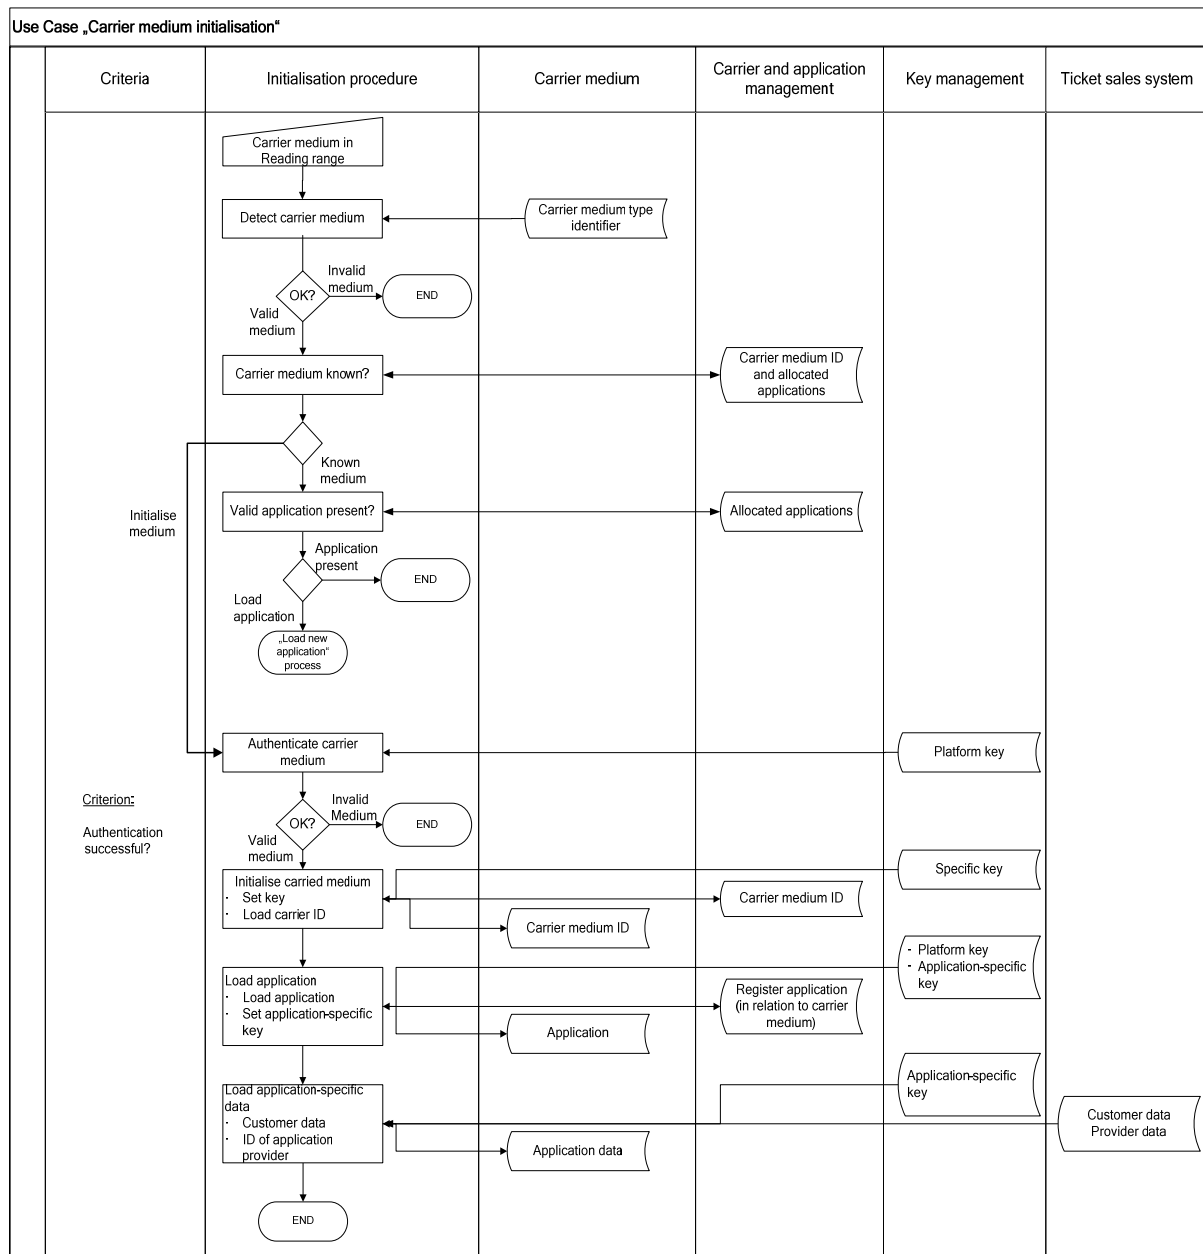 Use Case „Carrier medium initialisation“
Criteria
Initialisation procedure
Carrier medium
Carrier and application
management
Key management
Ticket sales system
Carrier medium in
Reading range
Detect carrier medium
Carrier medium type
identifier
OK?
Invalid
medium
END
Valid
medium
Carrier medium known?
Carrier medium ID
and allocated
applications
Known
medium
Initialise
medium
Valid application present?
Allocated applications
Application
present
END
Load
application
„Load new
application“
process
Authenticate carrier
medium
Platform key
Criterion:
Authentication
successful?
OK?
Invalid
Medium
END
Valid
medium
Initialise carried medium
· Set key
· Load carrier ID
Specific key
Carrier medium ID
Carrier medium ID
Load application
· Load application
· Set application-specific
key
- Platform key
- Application-specific
key
Register application
(in relation to carrier
medium)
Application
Load application-specific
data
· Customer data
· ID of application
provider
Application-specific
key
Customer data
Provider data
Application data
END